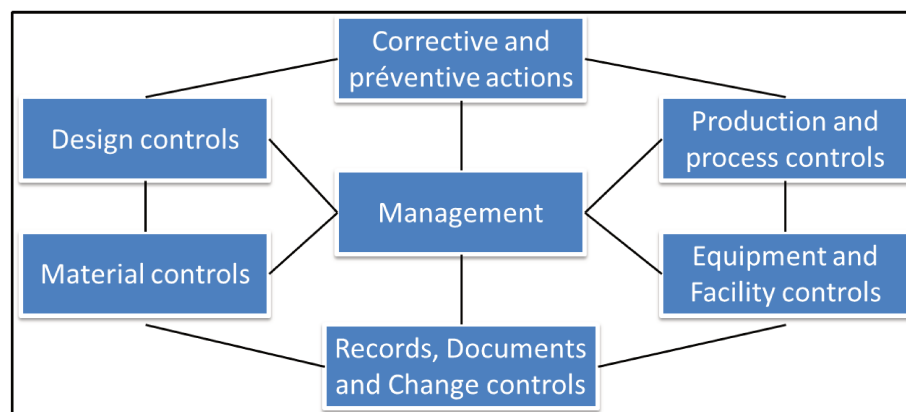 Corrective and
préventive actions
Design controls
Production and
process controls
Management
Material controls
Equipment and
Facility controls
Records, Documents
and Change controls